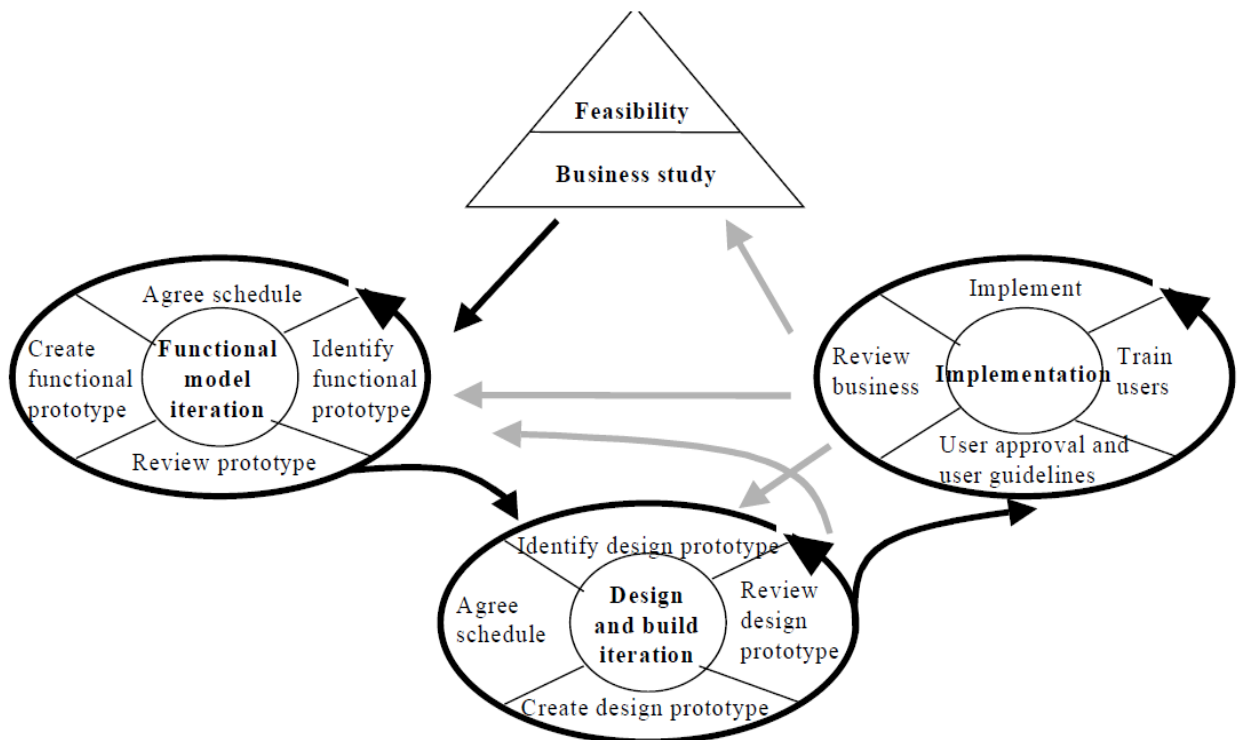 Feasibility
Business study
Agree schedule
Create
functional
prototype
Functional
model
iteration
Identify
functional
prototype
Review prototype
Implement
Review
business
Implementation
Train
users
User approval and
user guidelines
Identify design prototype
Agree
schedule
Design
and build
iteration
Review
design
prototype
Create design prototype